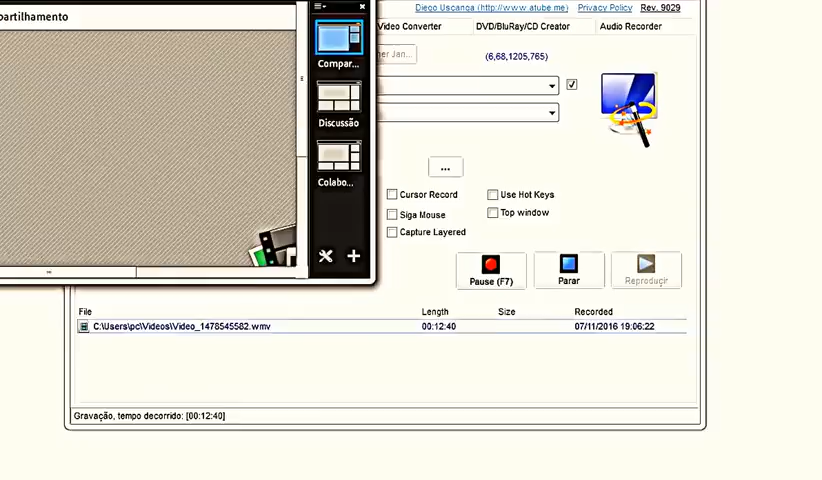 partilhamento
Compar...
Discussão
Colabo...
Diego Uscanga (http://www.atube.me) Privacy Policy Rev. 9029
Video Converter DVD/BluRay/CD Creator Audio Recorder
her Jan... (6,68,1205,765)
...
Cursor Record Use Hot Keys
Siga Mouse Top window
Capture Layered
Pause (F7) Parar Reproduçir
File Length Size Recorded
C:\Users\pc\Videos\Video_1478545582.wmv 00:12:40 07/11/2016 19:06:22
Gravação, tempo decorrido: [00:12:40]